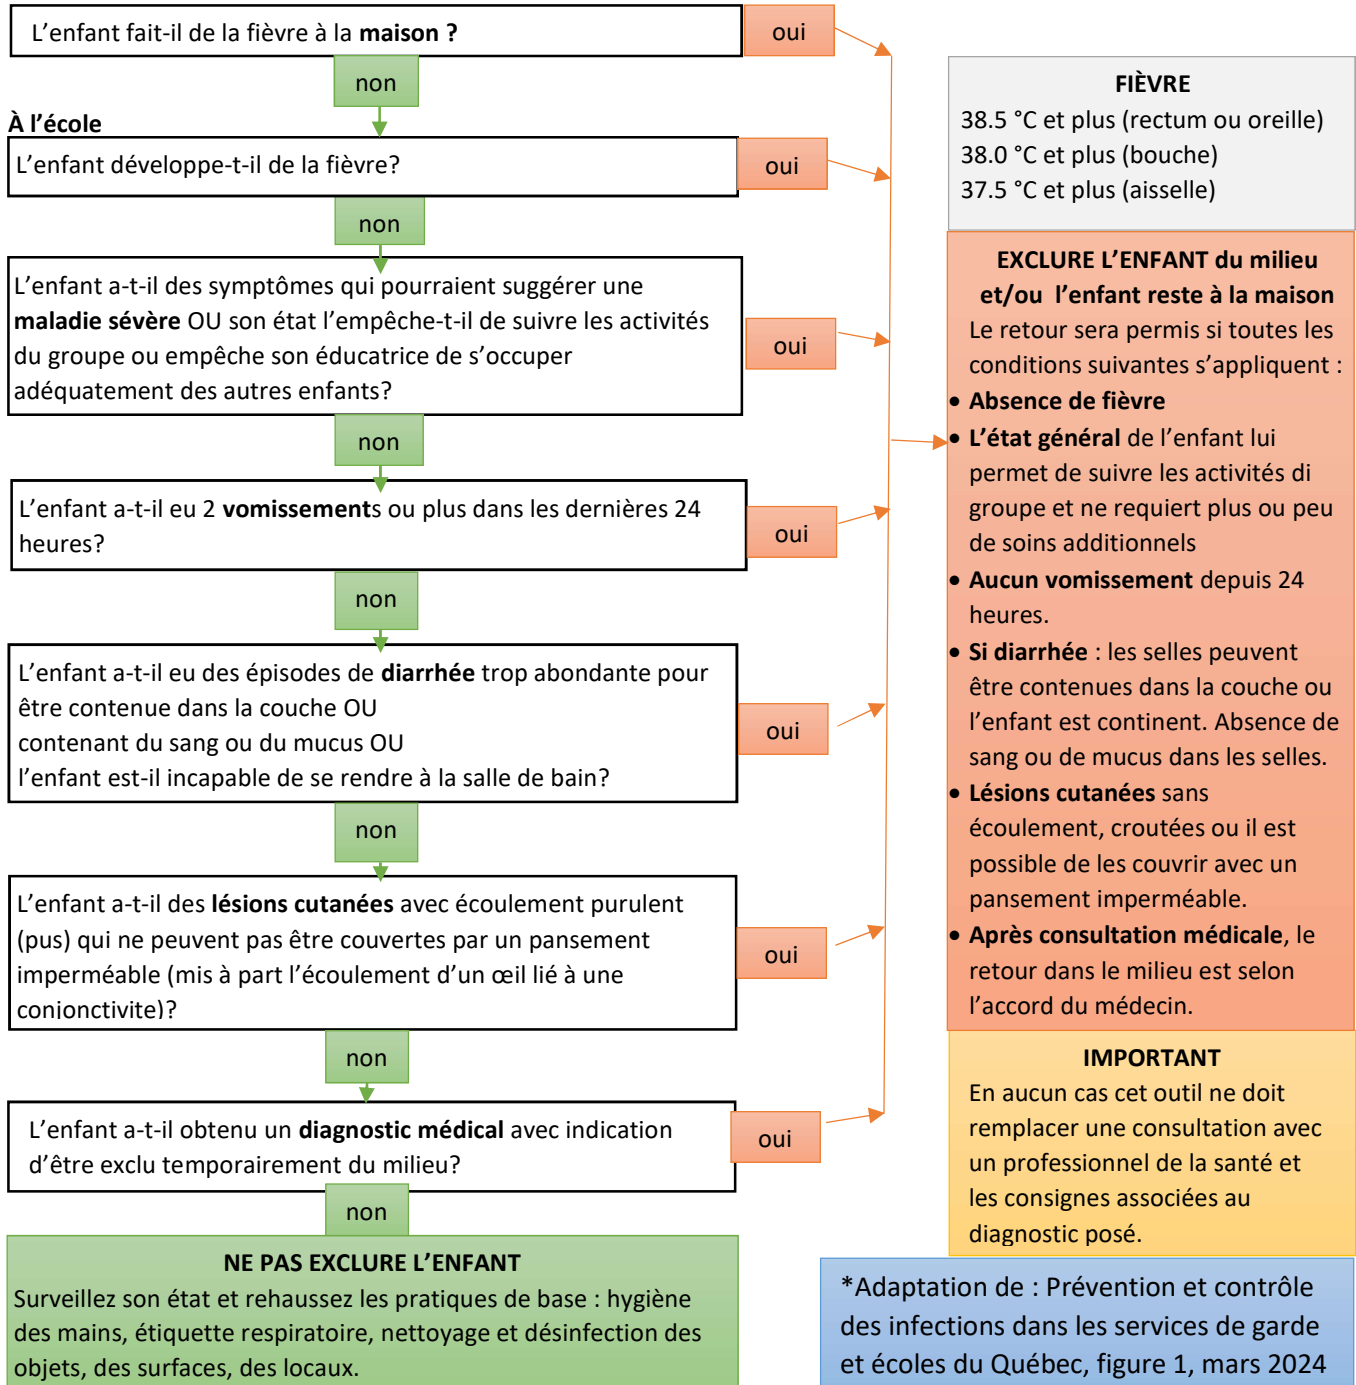 L'enfant fait-il de la fièvre à la maison ?
oui
non
À l'école
L'enfant développe-t-il de la fièvre?
oui
non
L'enfant a-t-il des symptômes qui pourraient suggérer une
maladie sévère OU son état l'empêche-t-il de suivre les activités
du groupe ou empêche son éducatrice de s'occuper
adéquatement des autres enfants?
oui
non
L'enfant a-t-il eu 2 vomissements ou plus dans les dernières 24
heures?
oui
non
L'enfant a-t-il eu des épisodes de diarrhée trop abondante pour
être contenue dans la couche OU
contenant du sang ou du mucus OU
l'enfant est-il incapable de se rendre à la salle de bain?
oui
non
L'enfant a-t-il des lésions cutanées avec écoulement purulent
(pus) qui ne peuvent pas être couvertes par un pansement
imperméable (mis à part l'écoulement d'un œil lié à une
conjonctivite)?
oui
non
L'enfant a-t-il obtenu un diagnostic médical avec indication
d'être exclu temporairement du milieu?
oui
non
NE PAS EXCLURE L'ENFANT
Surveillez son état et rehaussez les pratiques de base : hygiène
des mains, étiquette respiratoire, nettoyage et désinfection des
objets, des surfaces, des locaux.
FIÈVRE
38.5 °C et plus (rectum ou oreille)
38.0 °C et plus (bouche)
37.5 °C et plus (aisselle)
EXCLURE L'ENFANT du milieu
et/ou l'enfant reste à la maison
Le retour sera permis si toutes les
conditions suivantes s'appliquent :
• Absence de fièvre
• L'état général de l'enfant lui
permet de suivre les activités di
groupe et ne requiert plus ou peu
de soins additionnels
• Aucun vomissement depuis 24
heures.
• Si diarrhée : les selles peuvent
être contenues dans la couche ou
l'enfant est continent. Absence de
sang ou de mucus dans les selles.
• Lésions cutanées sans
écoulement, croutées ou il est
possible de les couvrir avec un
pansement imperméable.
• Après consultation médicale, le
retour dans le milieu est selon
l'accord du médecin.
IMPORTANT
En aucun cas cet outil ne doit
remplacer une consultation avec
un professionnel de la santé et
les consignes associées au
diagnostic posé.
*Adaptation de : Prévention et contrôle
des infections dans les services de garde
et écoles du Québec, figure 1, mars 2024